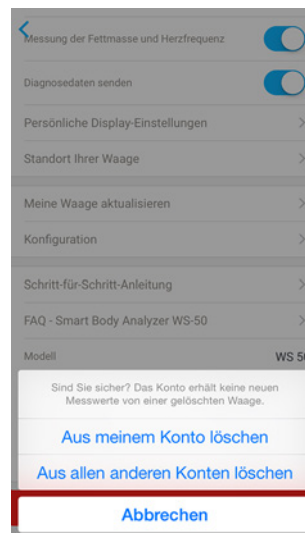 Messung der Fettmasse und Herzfrequenz
Diagnosedaten senden
Persönliche Display-Einstellungen
Standort Ihrer Waage
Meine Waage aktualisieren
Konfiguration
Schritt-für-Schritt-Anleitung
FAQ - Smart Body Analyzer WS-50
Modell WS 50
Sind Sie sicher? Das Konto erhält keine neuen
Messwerte von einer gelöschten Waage.
Aus meinem Konto löschen
Aus allen anderen Konten löschen
Abbrechen